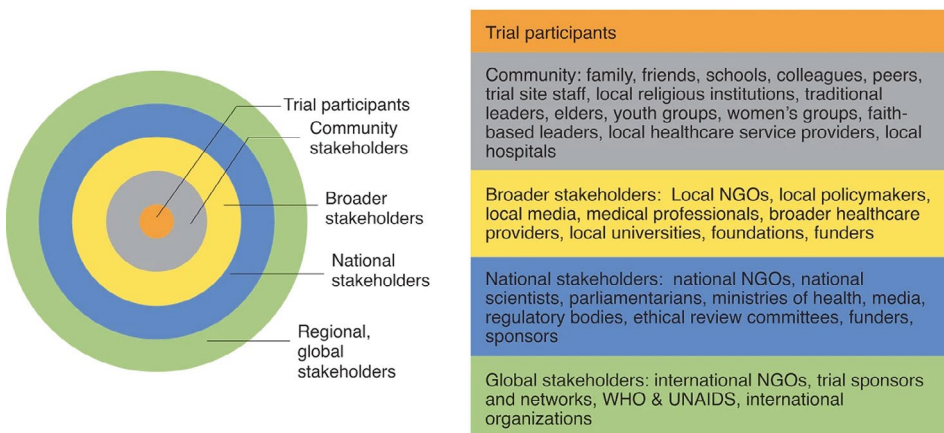 Trial participants
Community
stakeholders
Broader
stakeholders
National
stakeholders
Regional,
global
stakeholders
Trial participants
Community: family, friends, schools, colleagues, peers,
trial site staff, local religious institutions, traditional
leaders, elders, youth groups, women's groups, faith-
based leaders, local healthcare service providers, local
hospitals
Broader stakeholders: Local NGOs, local policymakers,
local media, medical professionals, broader healthcare
providers, local universities, foundations, funders
National stakeholders: national NGOs, national
scientists, parliamentarians, ministries of health, media,
regulatory bodies, ethical review committees, funders,
sponsors
Global stakeholders: international NGOs, trial sponsors
and networks, WHO & UNAIDS, international
organizations